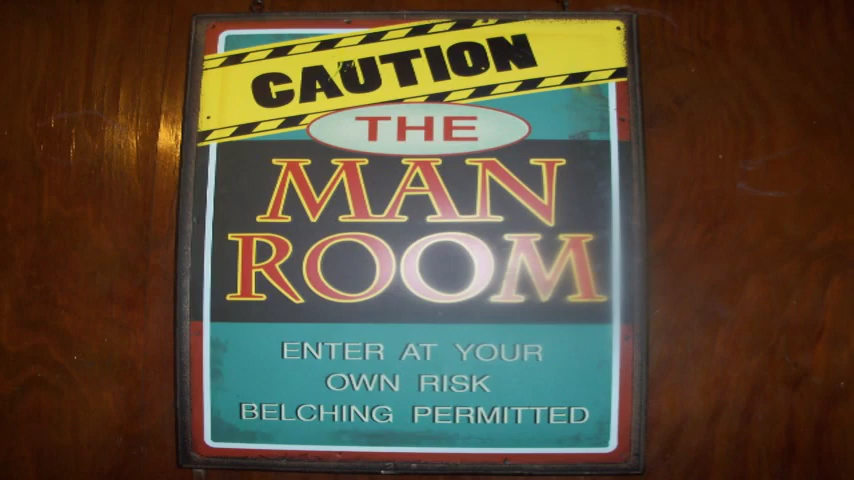 CAUTION
THE
MAN
ROOM
ENTER AT YOUR
OWN RISK
BELCHING PERMITTED